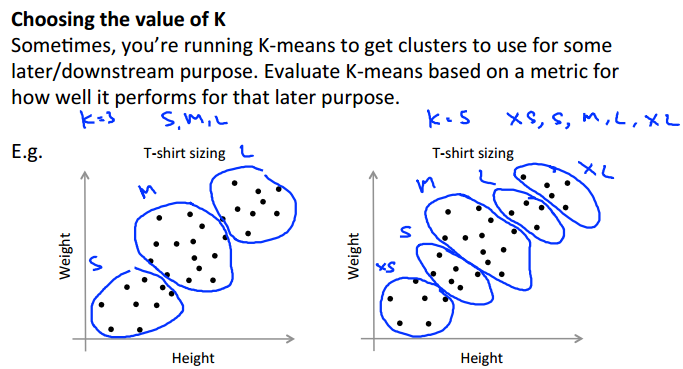 Choosing the value of K
Sometimes, you're running K-means to get clusters to use for some
later/downstream purpose. Evaluate K-means based on a metric for
how well it performs for that later purpose.
K=3 S,M,L
K=5 XS, S, M, L, XL
E.g.
T-shirt sizing
L
M
S
Weight
Height
T-shirt sizing
XL
L
M
S
XS
Weight
Height